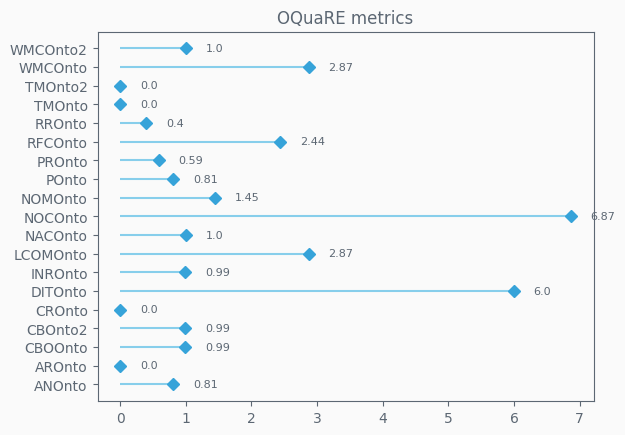 OQuaRE metrics
WMCOnto2 1.0
WMCOnto 2.87
TMOnto2 0.0
TMOnto 0.0
RROnto 0.4
RFCOnto 2.44
PROnto 0.59
POnto 0.81
NOMOnto 1.45
NOCOnto 6.87
NACOnto 1.0
LCOMOnto 2.87
INROnto 0.99
DITOnto 6.0
CROnto 0.0
CBOnto2 0.99
CBOOnto 0.99
AROnto 0.0
ANOnto 0.81
0 1 2 3 4 5 6 7